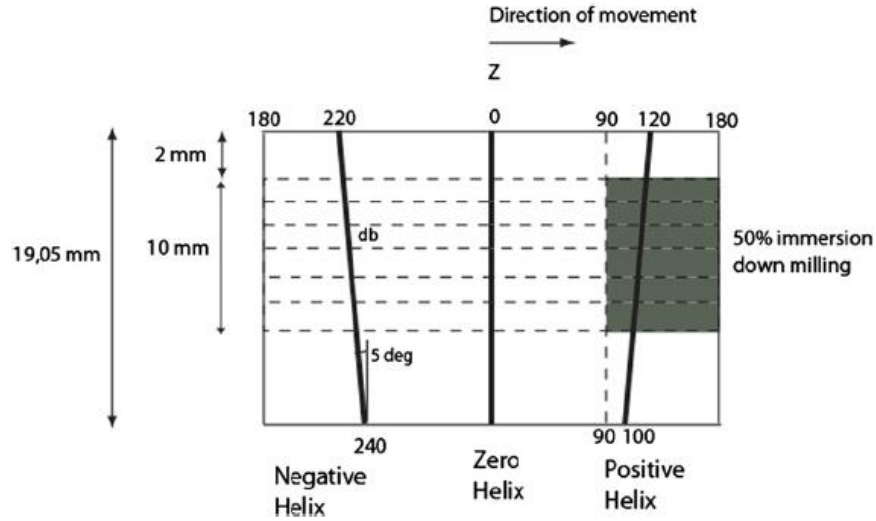 Direction of movement
Z
180 220 0 90 120 180
2 mm
db
19,05 mm
10 mm
50% immersion
down milling
5 deg
240
90 100
Negative
Helix
Zero
Helix
Positive
Helix